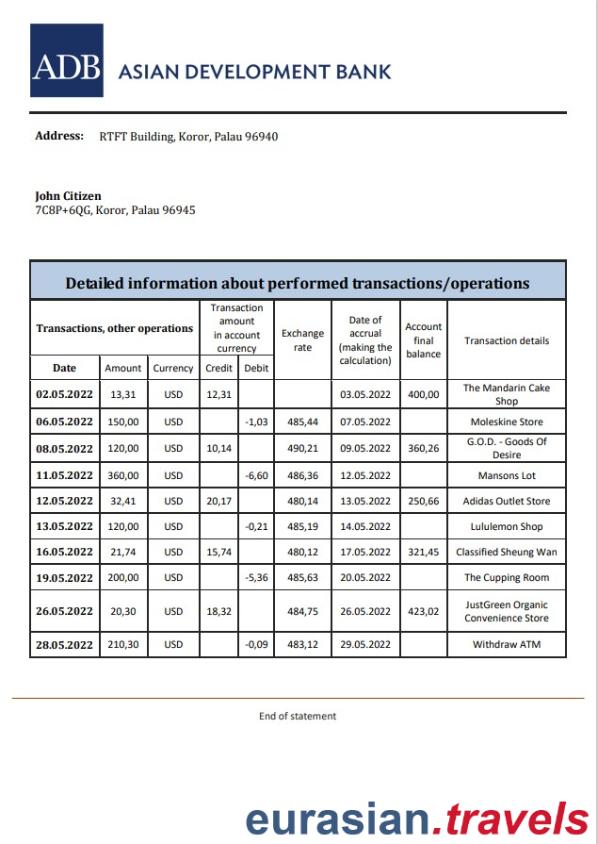 ADB ASIAN DEVELOPMENT BANK
Address: RTFT Building, Koror, Palau 96940
John Citizen
7C8P+6QG, Koror, Palau 96945
Detailed information about performed transactions/operations
Transactions, other operations
Transaction
amount
in account
currency
Exchange
rate
Date of
accrual
(making the
calculation)
Account
final
balance
Transaction details
Date Amount Currency Credit Debit
02.05.2022 13,31 USD 12,31 03.05.2022 400,00 The Mandarin Cake
Shop
06.05.2022 150,00 USD -1,03 485,44 07.05.2022 Moleskine Store
08.05.2022 120,00 USD 10,14 490,21 09.05.2022 360,26 G.O.D. - Goods Of
Desire
11.05.2022 360,00 USD -6,60 486,36 12.05.2022 Mansons Lot
12.05.2022 32,41 USD 20,17 480,14 13.05.2022 250,66 Adidas Outlet Store
13.05.2022 120,00 USD -0,21 485,19 14.05.2022 Lululemon Shop
16.05.2022 21,74 USD 15,74 480,12 17.05.2022 321,45 Classified Sheung Wan
19.05.2022 200,00 USD -5,36 485,63 20.05.2022 The Cupping Room
26.05.2022 20,30 USD 18,32 484,75 26.05.2022 423,02 JustGreen Organic
Convenience Store
28.05.2022 210,30 USD -0,09 483,12 29.05.2022 Withdraw ATM
End of statement
eurasian.travels